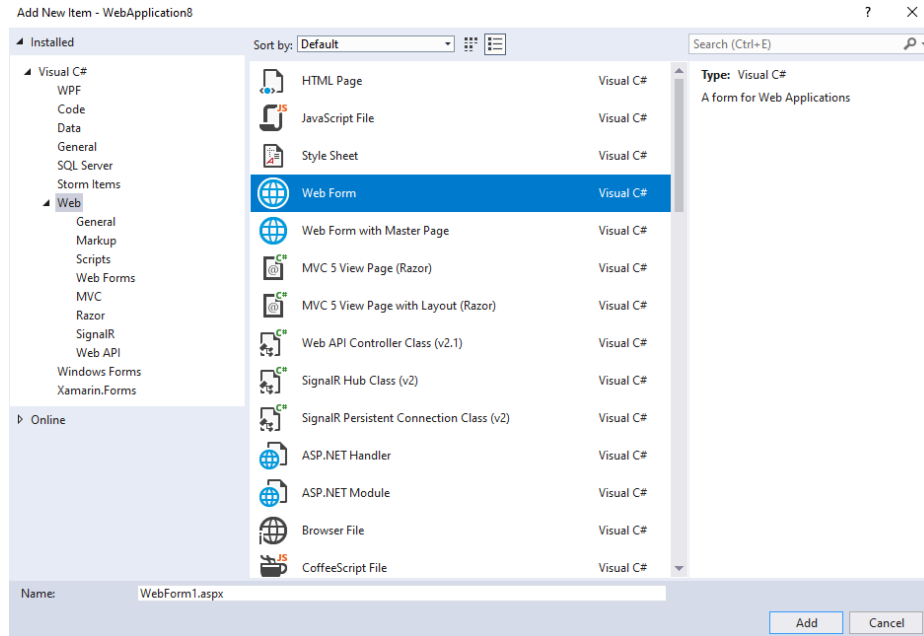 Add New Item - WebApplication8
? ×
Installed
Sort by: Default
Search (Ctrl+E)
Visual C#
WPF
Code
Data
General
SQL Server
Storm Items
Web
General
Markup
Scripts
Web Forms
MVC
Razor
SignalR
Web API
Windows Forms
Xamarin.Forms
Online
HTML Page Visual C#
JavaScript File Visual C#
Style Sheet Visual C#
Web Form Visual C#
Web Form with Master Page Visual C#
MVC 5 View Page (Razor) Visual C#
MVC 5 View Page with Layout (Razor) Visual C#
Web API Controller Class (v2.1) Visual C#
SignalR Hub Class (v2) Visual C#
SignalR Persistent Connection Class (v2) Visual C#
ASP.NET Handler Visual C#
ASP.NET Module Visual C#
Browser File Visual C#
CoffeeScript File Visual C#
Type: Visual C#
A form for Web Applications
Name: WebForm1.aspx
Add Cancel